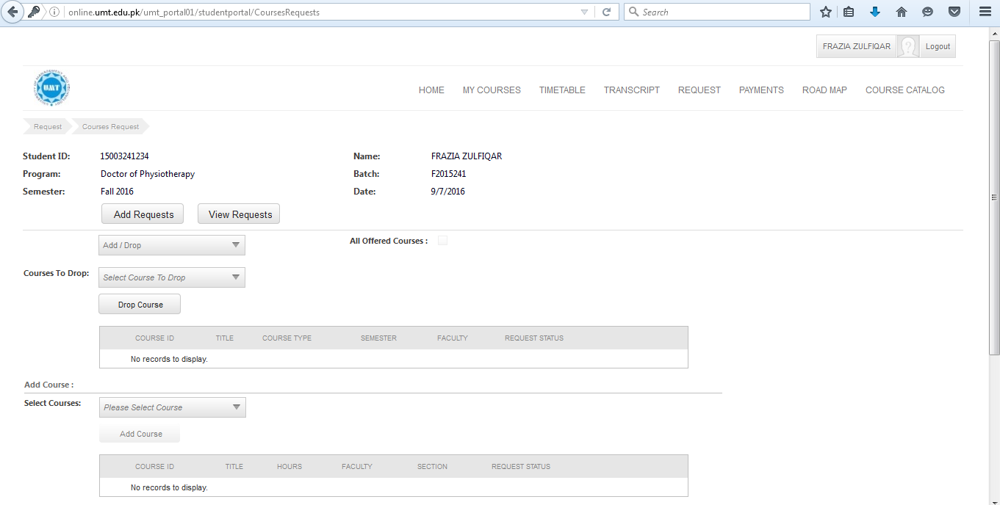 online.umt.edu.pk/umt_portal01/studentportal/CoursesRequests
Search
FRAZIA ZULFIQAR Logout
UMT
HOME MY COURSES TIMETABLE TRANSCRIPT REQUEST PAYMENTS ROAD MAP COURSE CATALOG
Request Courses Request
Student ID: 15003241234 Name: FRAZIA ZULFIQAR
Program: Doctor of Physiotherapy Batch: F2015241
Semester: Fall 2016 Date: 9/7/2016
Add Requests View Requests
Add / Drop All Offered Courses :
Courses To Drop: Select Course To Drop
Drop Course
COURSE ID TITLE COURSE TYPE SEMESTER FACULTY REQUEST STATUS
No records to display.
Add Course :
Select Courses: Please Select Course
Add Course
COURSE ID TITLE HOURS FACULTY SECTION REQUEST STATUS
No records to display.